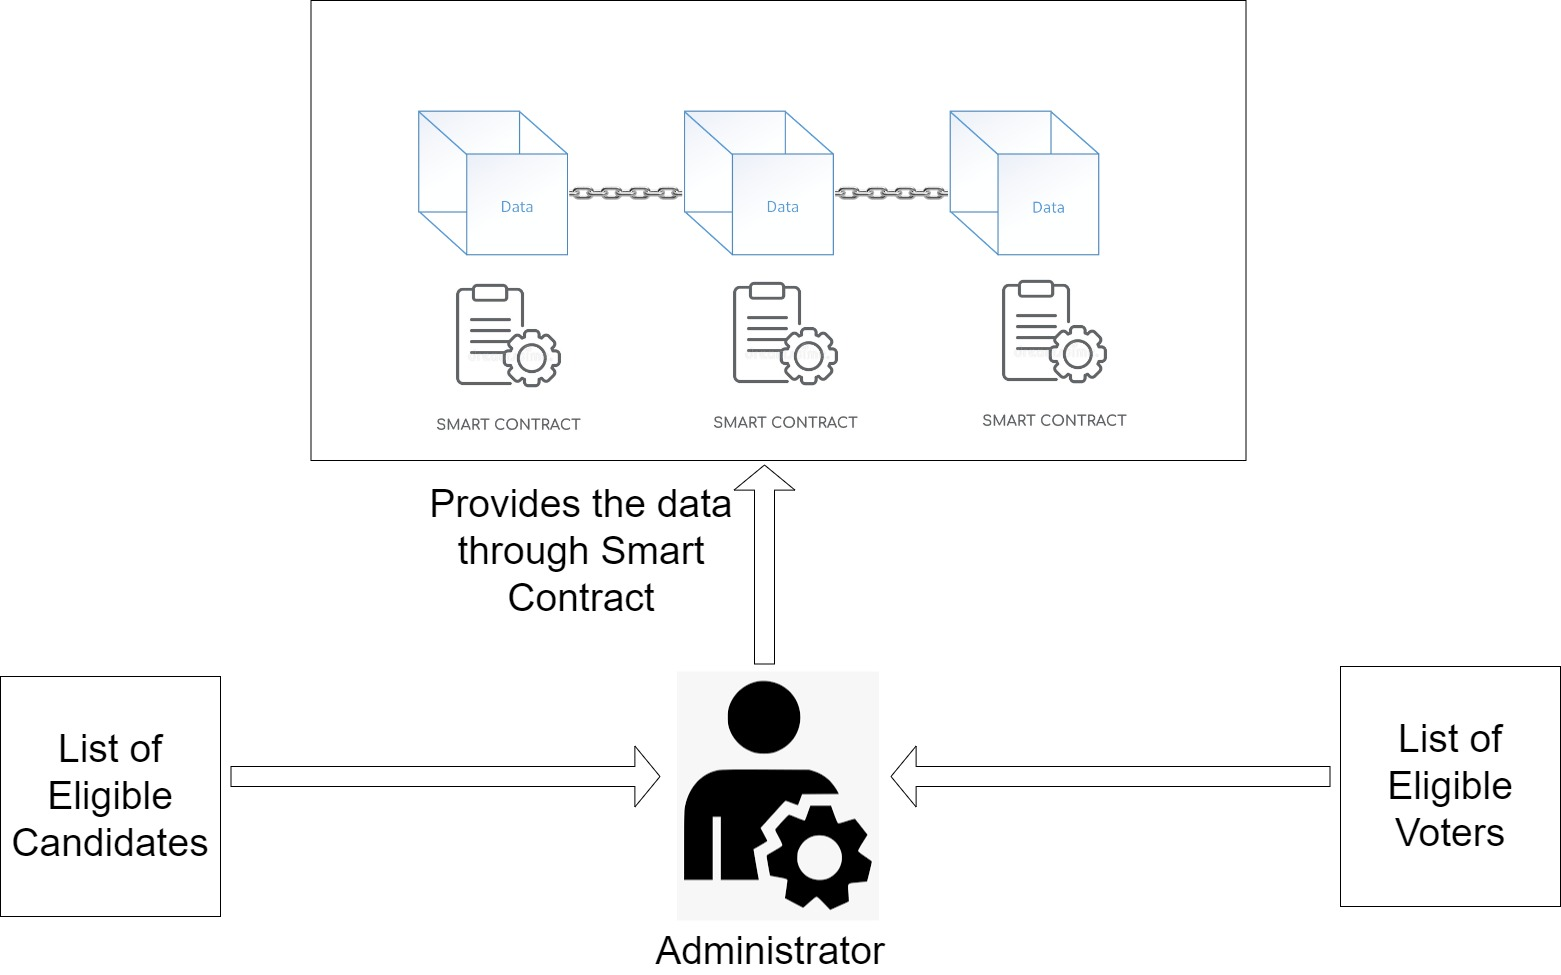 Data
Data
Data
SMART CONTRACT
SMART CONTRACT
SMART CONTRACT
Provides the data
through Smart
Contract
List of
Eligible
Candidates
List of
Eligible
Voters
Administrator